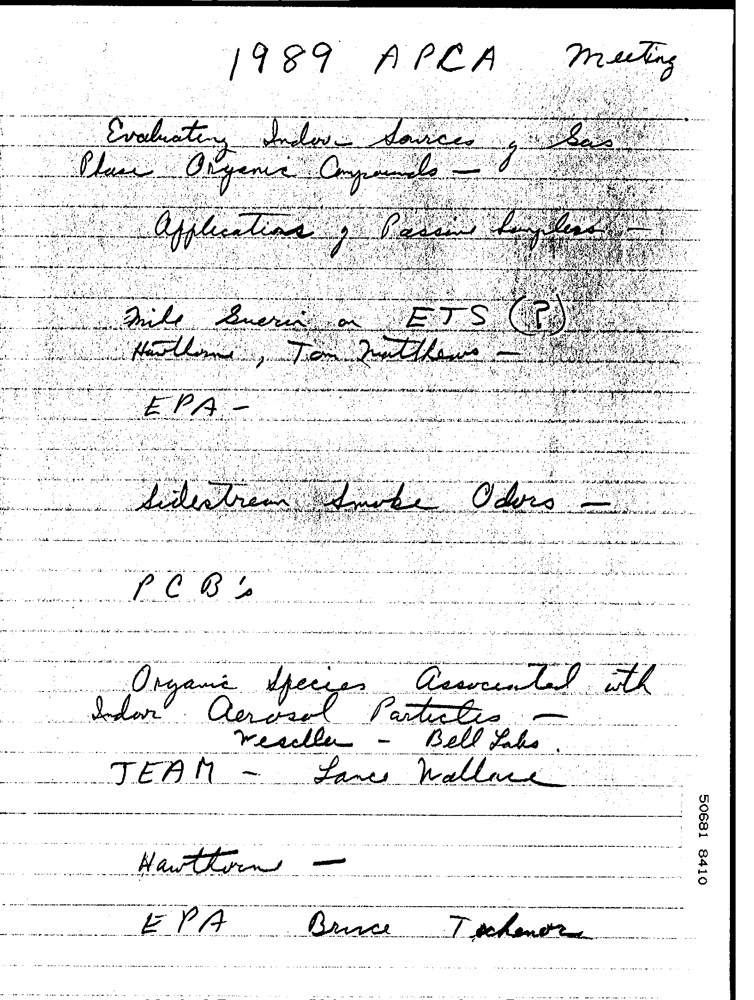 1989 APCA Meeting
Evaluating Indoor Sources of Gas
Phase Organic Compounds -
Applications of Passive Samplers -
Mike Guerin on ETS (?)
Hawthorne, Tom Matthews -
EPA -
Sidestream Smoke Odors -
PCB's
Organic Species Associated with
Indoor Aerosol Particles -
- Bell Labs.
TEAM - Lance Wallace
Hawthorne -
EPA Bruce
50681 8410